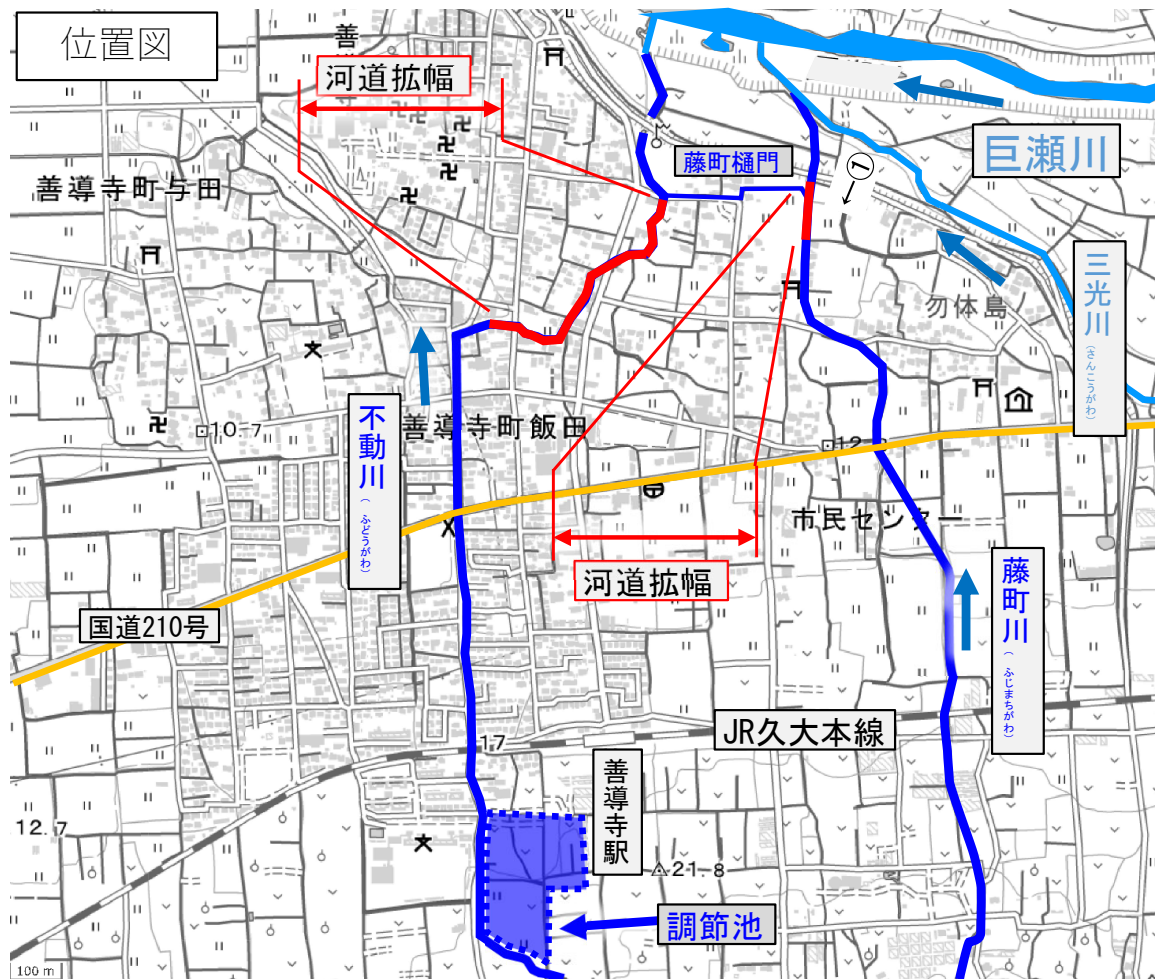 位置図
善
河道拡幅
巨瀬川
藤町樋門
①
善導寺町与田
三光川
(さんこうがわ)
勿体島
不動川
(ふどうがわ)
10.7
善導寺町飯田
12.
市民センター
河道拡幅
藤町川
(ふじまちがわ)
国道210号
JR久大本線
17
善導寺駅
12.7
21.8
調節池
100 m